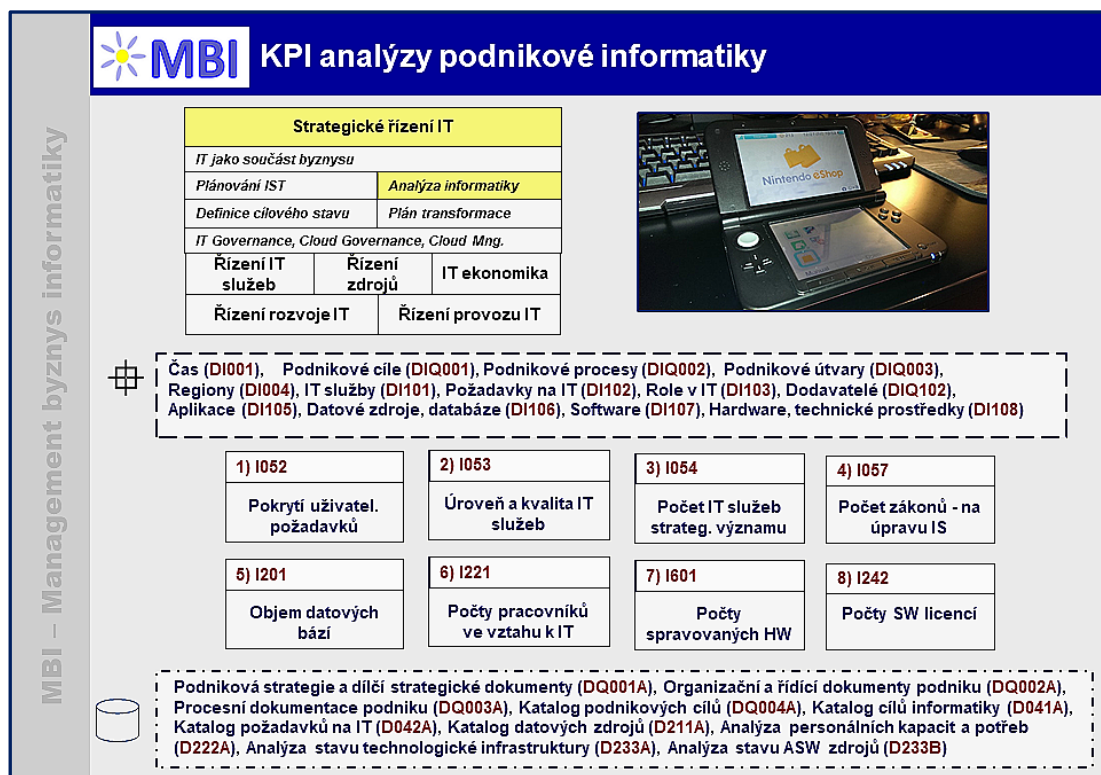 MBI
KPI analýzy podnikové informatiky
MBI – Management byznys informatiky
Strategické řízení IT
IT jako součást byznysu
Plánování IST
Analýza informatiky
Definice cílového stavu
Plán transformace
IT Governance, Cloud Governance, Cloud Mng.
Řízení IT
služeb
Řízení
zdrojů
IT ekonomika
Řízení rozvoje IT
Řízení provozu IT
Nintendo eShop
Čas (DI001), Podnikové cíle (DIQ001), Podnikové procesy (DIQ002), Podnikové útvary (DIQ003),
Regiony (DI004), IT služby (DI101), Požadavky na IT (DI102), Role v IT (DI103), Dodavatelé (DIQ102),
Aplikace (DI105), Datové zdroje, databáze (DI106), Software (DI107), Hardware, technické prostředky (DI108)
1) I052
Pokrytí uživatel.
požadavků
2) I053
Úroveň a kvalita IT
služeb
3) I054
Počet IT služeb
strateg. významu
4) I057
Počet zákonů - na
úpravu IS
5) I201
Objem datových
bází
6) I221
Počty pracovníků
ve vztahu k IT
7) I601
Počty
spravovaných HW
8) I242
Počty SW licencí
Podniková strategie a dílčí strategické dokumenty (DQ001A), Organizační a řídící dokumenty podniku (DQ002A),
Procesní dokumentace podniku (DQ003A), Katalog podnikových cílů (DQ004A), Katalog cílů informatiky (D041A),
Katalog požadavků na IT (D042A), Katalog datových zdrojů (D211A), Analýza personálních kapacit a potřeb
(D222A), Analýza stavu technologické infrastruktury (D233A), Analýza stavu ASW zdrojů (D233B)